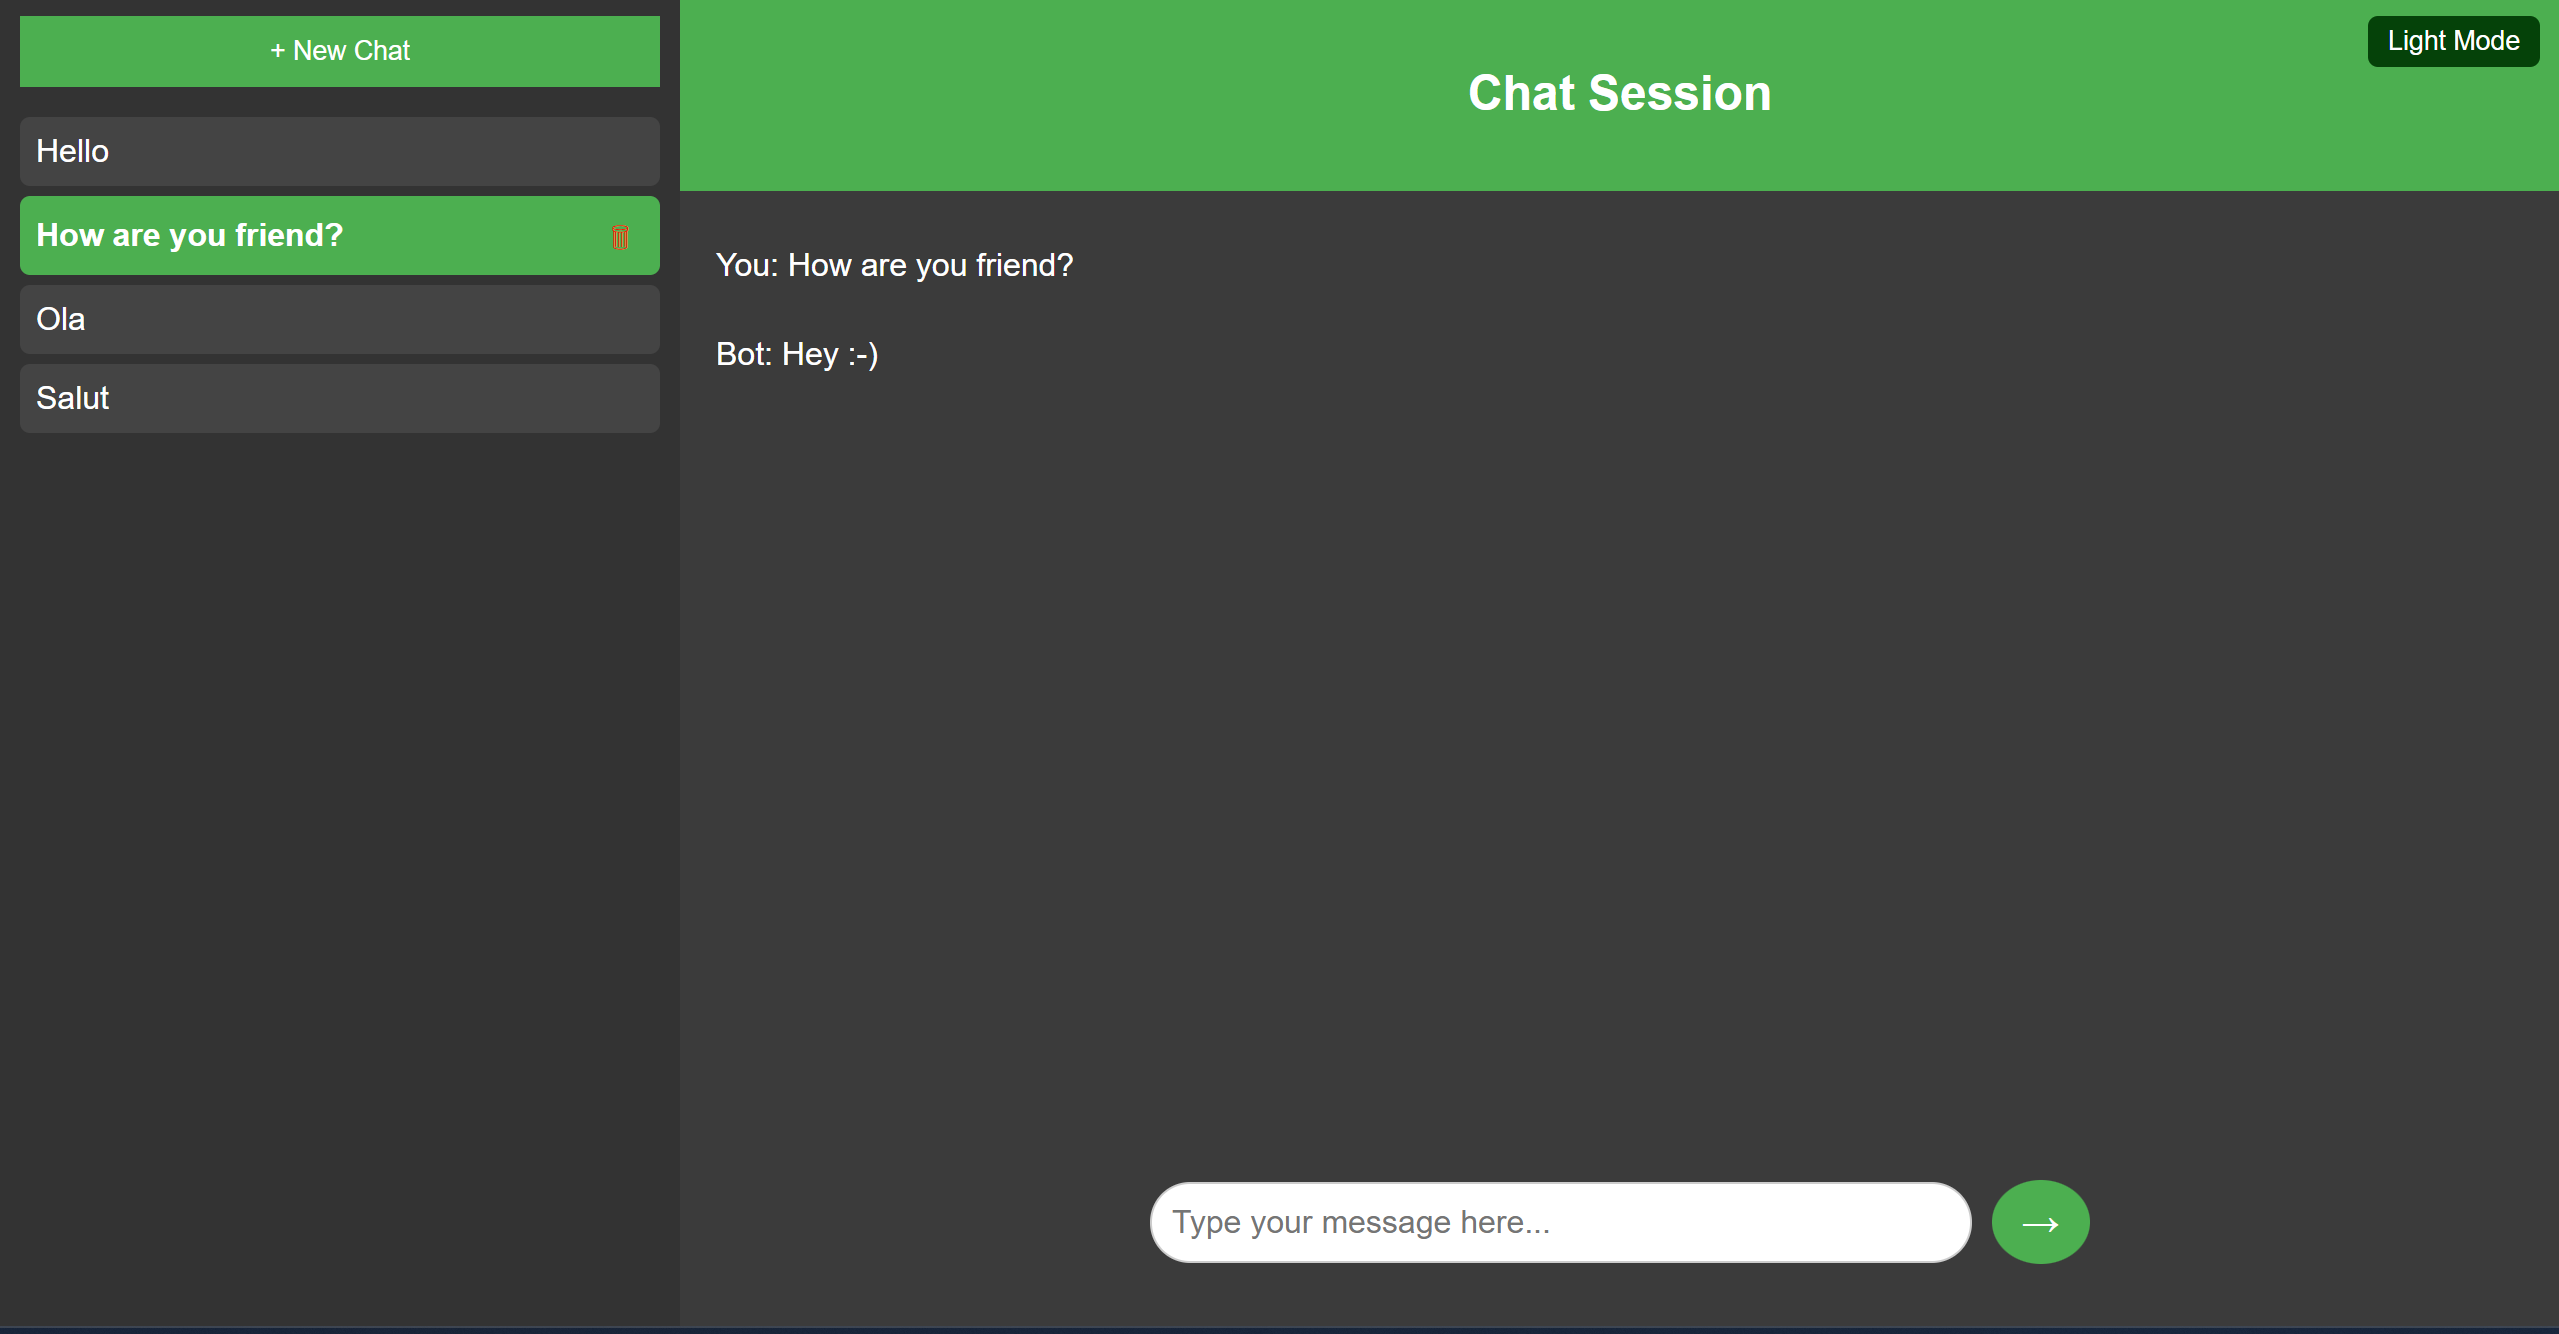 + New Chat
Hello
How are you friend?
Ola
Salut
Light Mode
Chat Session
You: How are you friend?
Bot: Hey :-)
Type your message here...
→